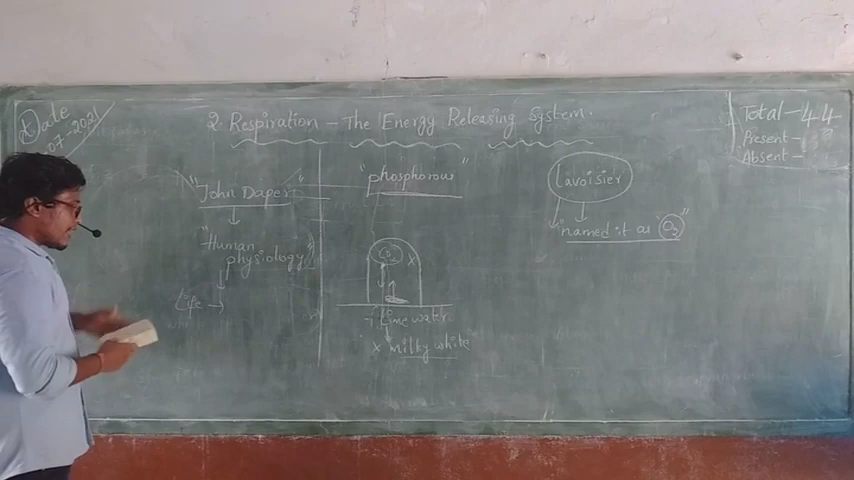 Date
07-2021
2. Respiration - The Energy Releasing System.
Total - 44
Present -
Absent -
"John Daper"
"Human
physiology"
Life →
"phosphorous"
CO2
x
Lime water
x milky white
Lavoisier
"named it as O2"